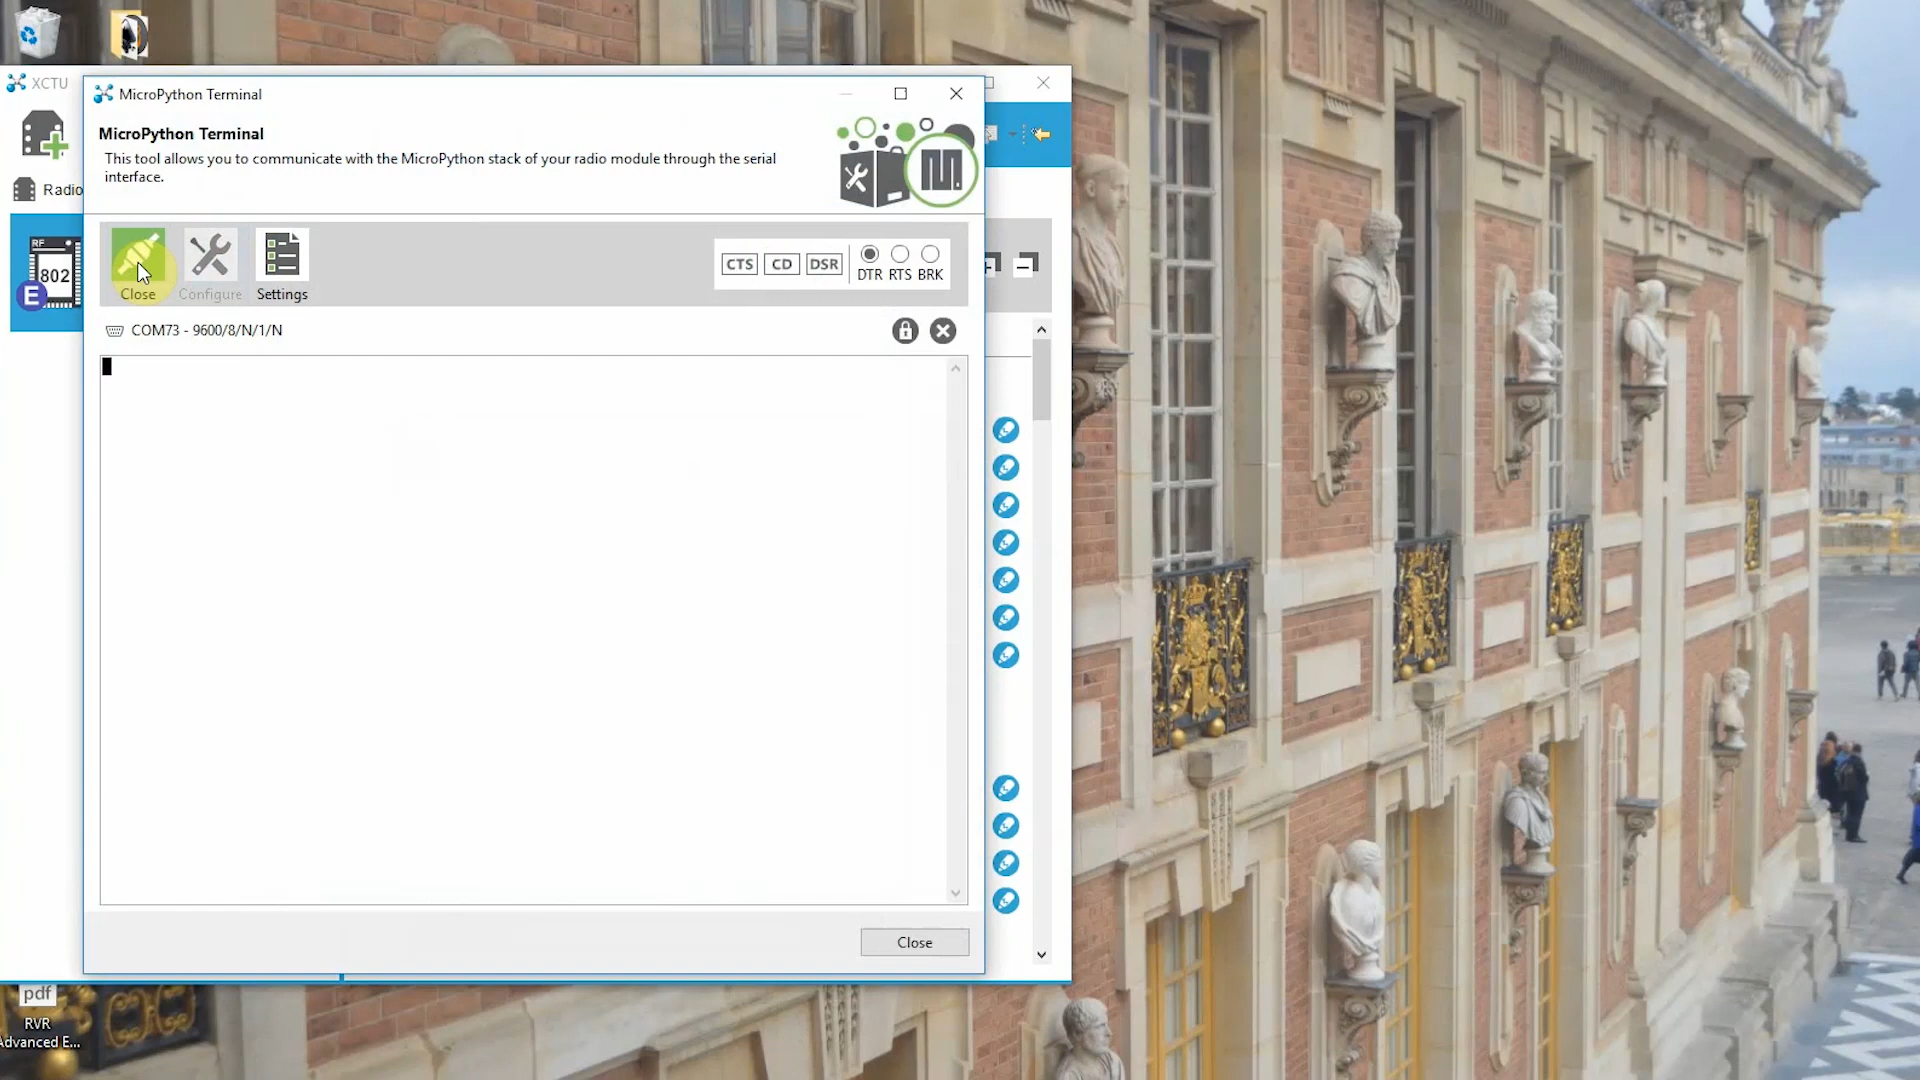 XCTU
MicroPython Terminal
MicroPython Terminal
This tool allows you to communicate with the MicroPython stack of your radio module through the serial
interface.
Radio
RF
802
E
Close
Configure
Settings
CTS
CD
DSR
DTR
RTS
BRK
COM73 - 9600/8/N/1/N
Close
pdf
RVR
Advanced E...